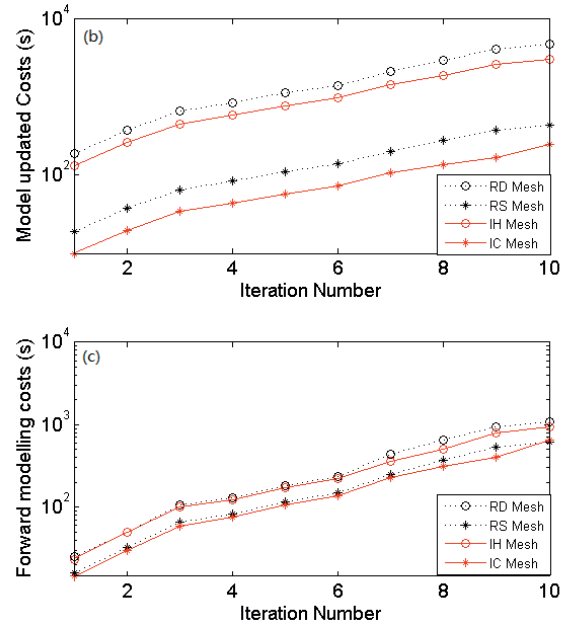 (b)
Model updated Costs (s)
10^4
10^2
2 4 6 8 10
Iteration Number
RD Mesh
RS Mesh
IH Mesh
IC Mesh
(c)
Forward modelling costs (s)
10^4
10^3
10^2
2 4 6 8 10
Iteration Number
RD Mesh
RS Mesh
IH Mesh
IC Mesh